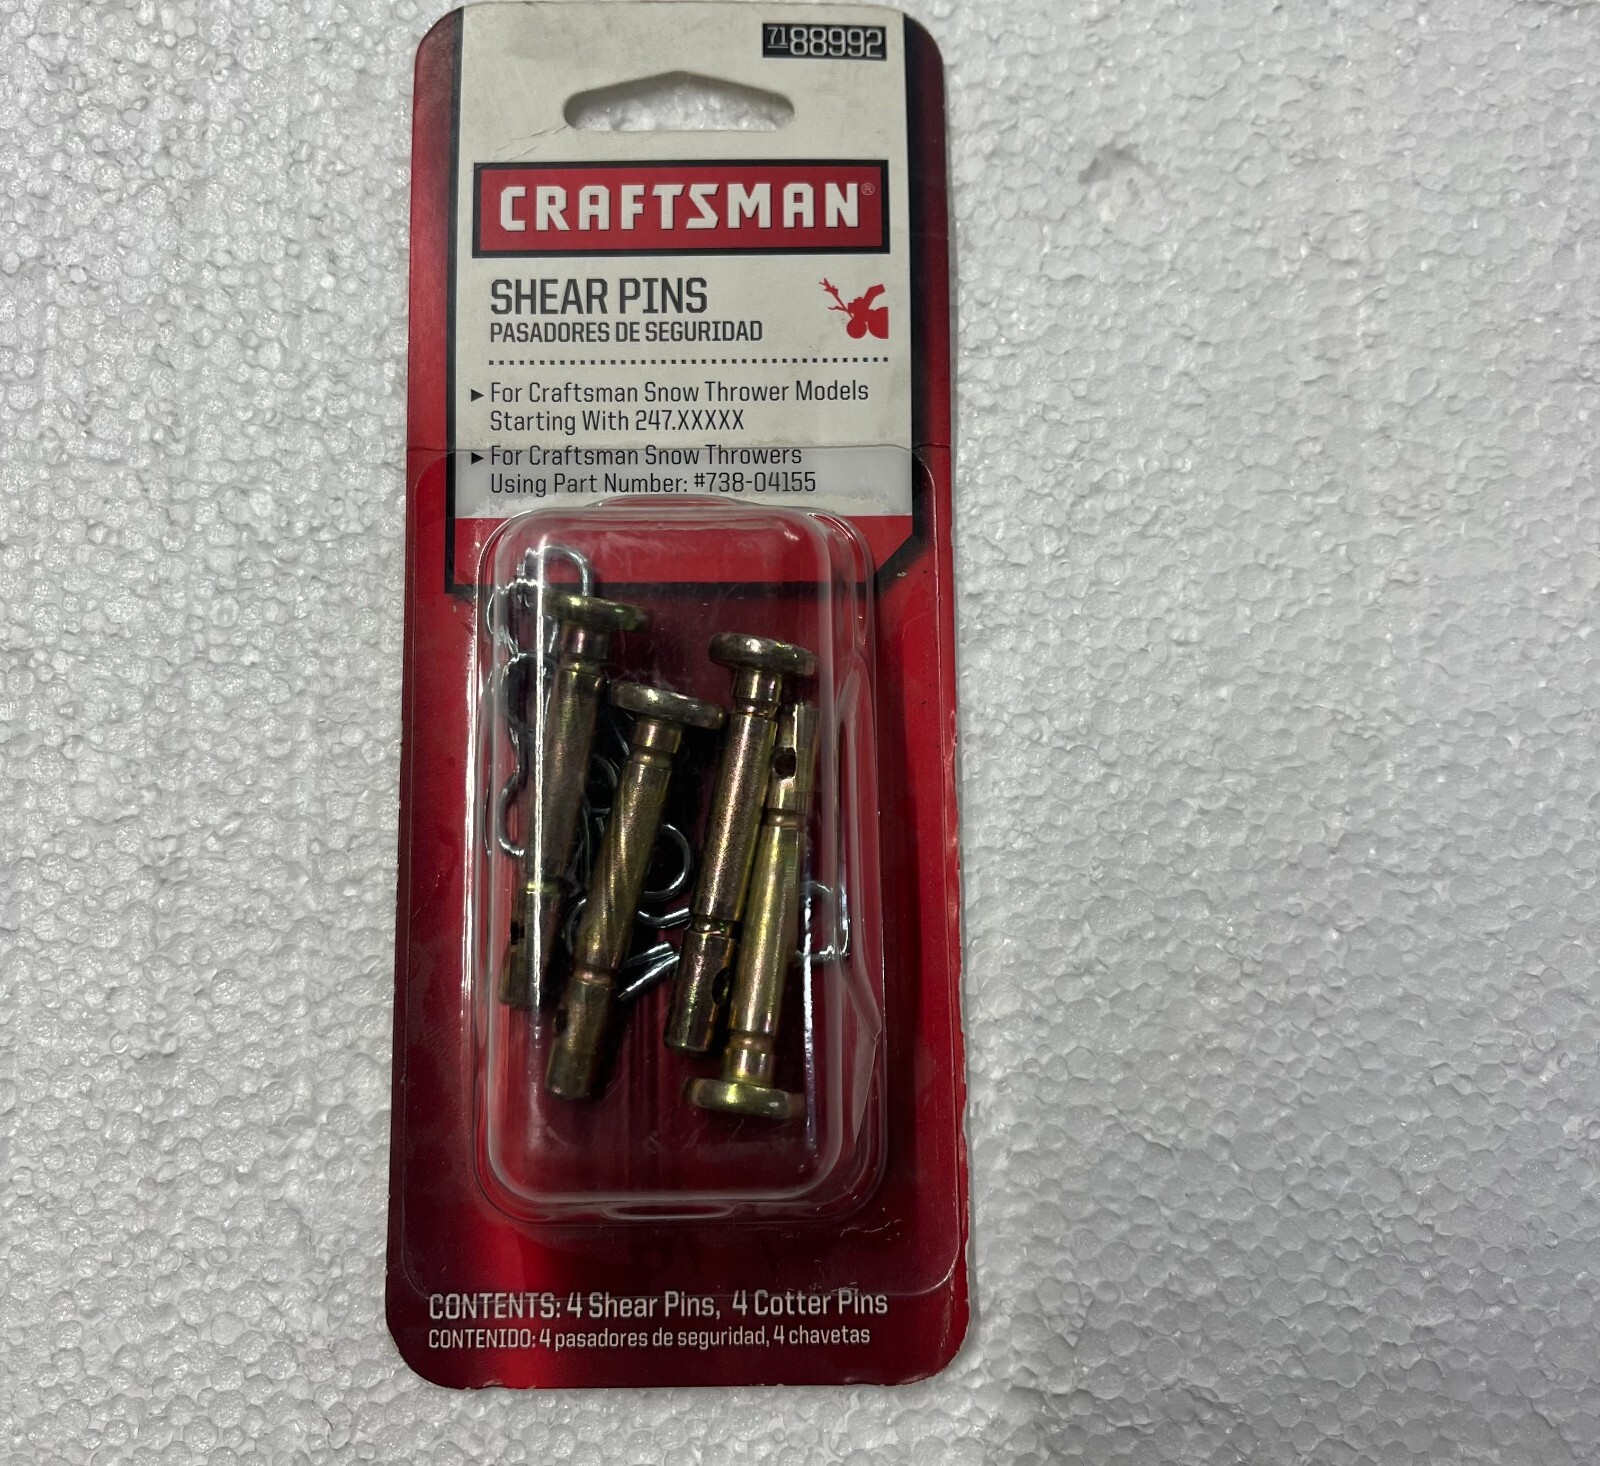 7188992
CRAFTSMAN®
SHEAR PINS
PASADORES DE SEGURIDAD
▸ For Craftsman Snow Thrower Models
Starting With 247.XXXXX
▸ For Craftsman Snow Throwers
Using Part Number: #738-04155
CONTENTS: 4 Shear Pins, 4 Cotter Pins
CONTENIDO: 4 pasadores de seguridad, 4 chavetas